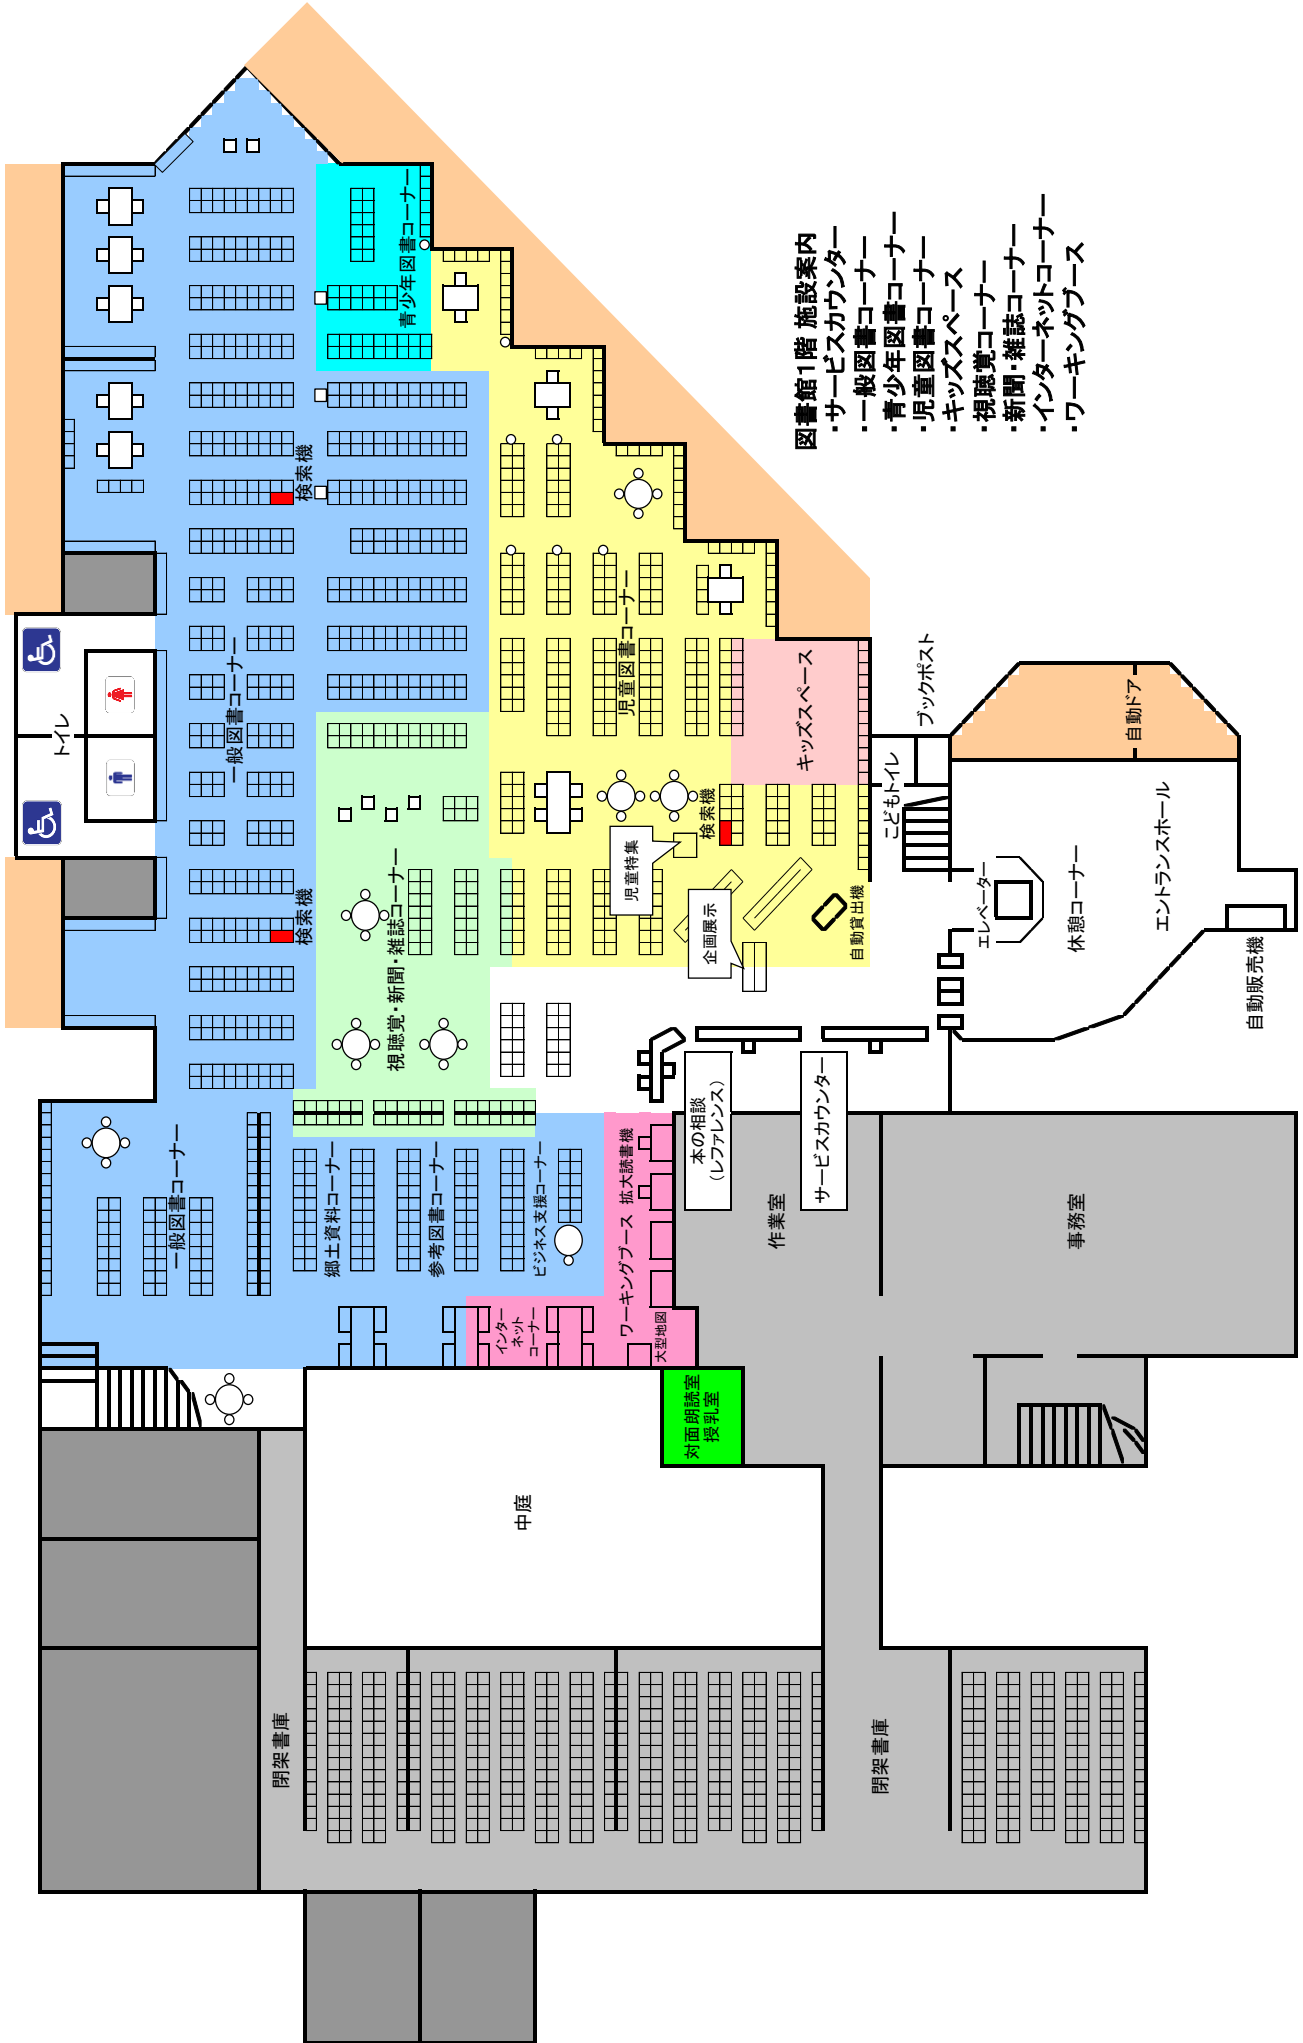 図書館1階 施設案内
・サービスカウンター
・一般図書コーナー
・青少年図書コーナー
・児童図書コーナー
・キッズスペース
・視聴覚コーナー
・新聞・雑誌コーナー
・インターネットコーナー
・ワーキングブース
トイレ
一般図書コーナー
検索機
青少年図書コーナー
児童図書コーナー
キッズスペース
ブックポスト
自動ドア
こどもトイレ
検索機
児童特集
企画展示
自動貸出機
エレベーター
休憩コーナー
エントランスホール
自動販売機
検索機
視聴覚・新聞・雑誌コーナー
本の相談
（レファレンス）
サービスカウンター
一般図書コーナー
郷土資料コーナー
参考図書コーナー
ビジネス支援コーナー
ワーキングブース
拡大読書機
インター
ネット
コーナー
大型地図
作業室
事務室
対面朗読室
授乳室
中庭
閉架書庫
閉架書庫